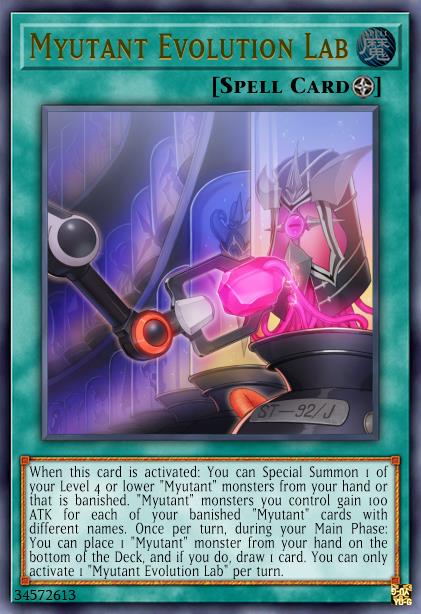 Myutant Evolution Lab
[Spell Card]
ST-92/J
When this card is activated: You can Special Summon 1 of
your Level 4 or lower "Myutant" monsters from your hand or
that is banished. "Myutant" monsters you control gain 100
ATK for each of your banished "Myutant" cards with
different names. Once per turn, during your Main Phase:
You can place 1 "Myutant" monster from your hand on the
bottom of the Deck, and if you do, draw 1 card. You can only
activate 1 "Myutant Evolution Lab" per turn.
34572613